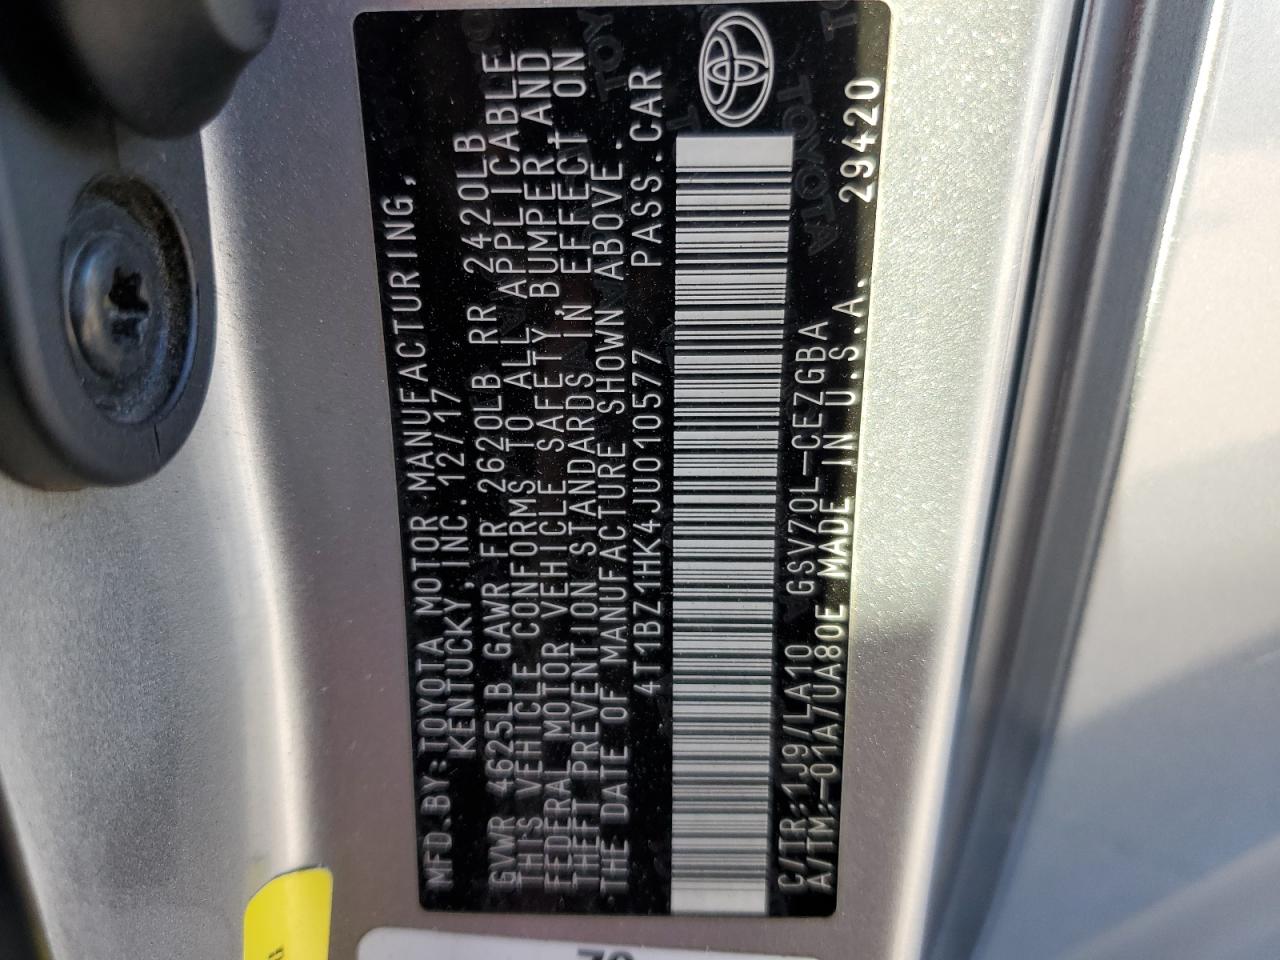 MFD.BY:TOYOTA MOTOR MANUFACTURING,
KENTUCKY,INC.12/17
GVWR 4625LB GAWR FR 2620LB RR 2420LB
THIS VEHICLE CONFORMS TO ALL APPLICABLE
FEDERAL MOTOR VEHICLE SAFETY,BUMPER,AND
THEFT PREVENTION STANDARDS IN EFFECT ON
THE DATE OF MANUFACTURE SHOWN ABOVE.
4T1BZ1HK4JU010577 PASS.CAR
C/TR:1J9/LA10 GSV70L-CEZGBA
A/TM:-01A/UA80E MADE IN U.S.A. 29420